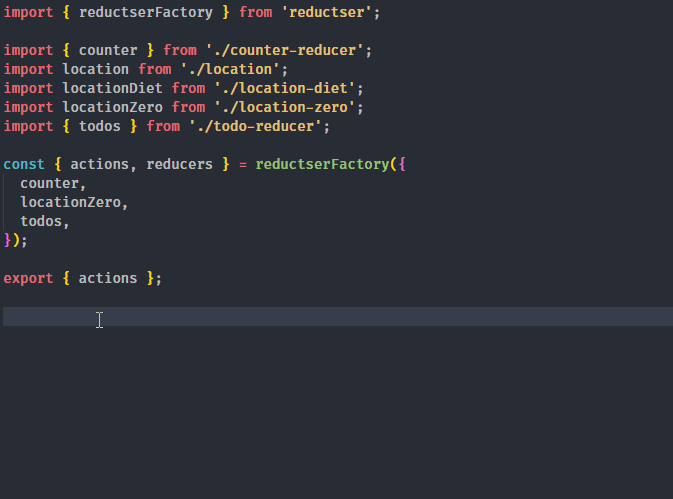 import { reductserFactory } from 'reductser';
import { counter } from './counter-reducer';
import location from './location';
import locationDiet from './location-diet';
import locationZero from './location-zero';
import { todos } from './todo-reducer';
const { actions, reducers } = reductserFactory({
  counter,
  locationZero,
  todos,
});
export { actions };